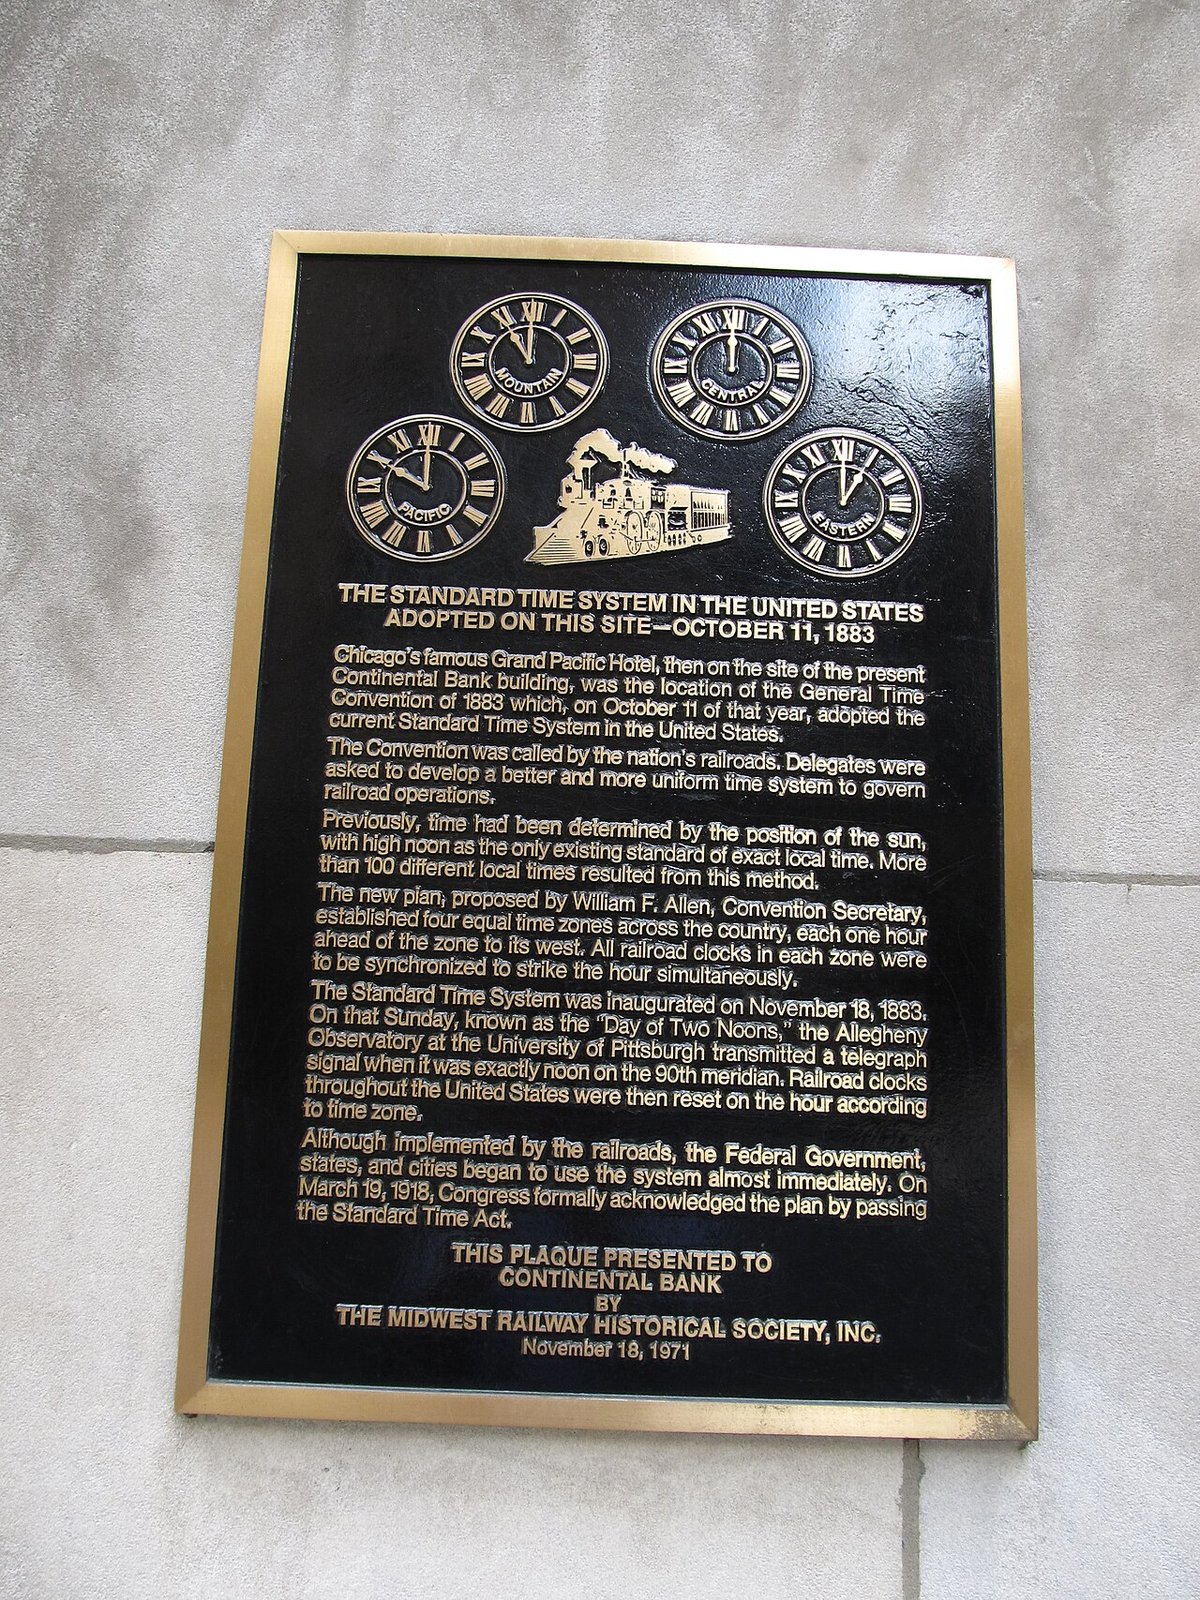 MOUNTAIN
CENTRAL
PACIFIC
EASTERN
XII I II III IIII V VI VII VIII IX X XI
THE STANDARD TIME SYSTEM IN THE UNITED STATES
ADOPTED ON THIS SITE—OCTOBER 11, 1883
Chicago's famous Grand Pacific Hotel, then on the site of the present
Continental Bank building, was the location of the General Time
Convention of 1883 which, on October 11 of that year, adopted the
current Standard Time System in the United States.
The Convention was called by the nation's railroads. Delegates were
asked to develop a better and more uniform time system to govern
railroad operations.
Previously, time had been determined by the position of the sun,
with high noon as the only existing standard of exact local time. More
than 100 different local times resulted from this method.
The new plan, proposed by William F. Allen, Convention Secretary,
established four equal time zones across the country, each one hour
ahead of the zone to its west. All railroad clocks in each zone were
to be synchronized to strike the hour simultaneously.
The Standard Time System was inaugurated on November 18, 1883.
On that Sunday, known as the "Day of Two Noons," the Allegheny
Observatory at the University of Pittsburgh transmitted a telegraph
signal when it was exactly noon on the 90th meridian. Railroad clocks
throughout the United States were then reset on the hour according
to time zone.
Although implemented by the railroads, the Federal Government,
states, and cities began to use the system almost immediately. On
March 19, 1918, Congress formally acknowledged the plan by passing
the Standard Time Act.
THIS PLAQUE PRESENTED TO
CONTINENTAL BANK
BY
THE MIDWEST RAILWAY HISTORICAL SOCIETY, INC.
November 18, 1971